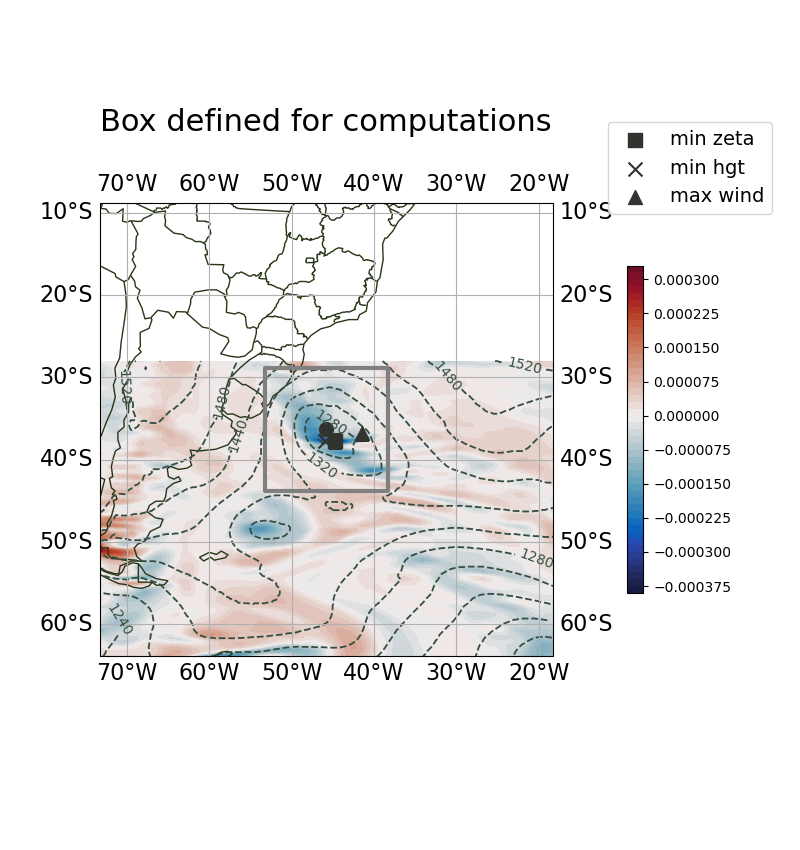 Box defined for computations
min zeta
min hgt
max wind
70°W 60°W 50°W 40°W 30°W 20°W
10°S 10°S
20°S 20°S
30°S 30°S
40°S 40°S
50°S 50°S
60°S 60°S
70°W 60°W 50°W 40°W 30°W 20°W
1520
1480
1520
1480
1440
1280
1320
1280
1240
0.000300
0.000225
0.000150
0.000075
0.000000
−0.000075
−0.000150
−0.000225
−0.000300
−0.000375